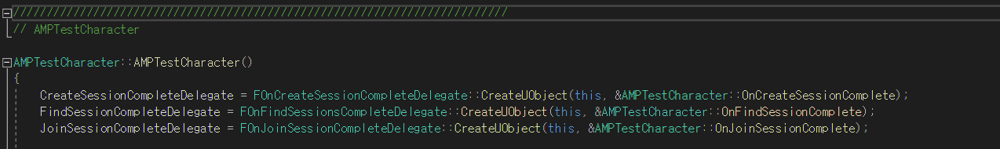 //////////////////////////////////////////////////////////////////////////
// AMPTestCharacter
AMPTestCharacter::AMPTestCharacter()
{
CreateSessionCompleteDelegate = FOnCreateSessionCompleteDelegate::CreateUObject(this, &AMPTestCharacter::OnCreateSessionComplete);
FindSessionCompleteDelegate = FOnFindSessionsCompleteDelegate::CreateUObject(this, &AMPTestCharacter::OnFindSessionComplete);
JoinSessionCompleteDelegate = FOnJoinSessionCompleteDelegate::CreateUObject(this, &AMPTestCharacter::OnJoinSessionComplete);